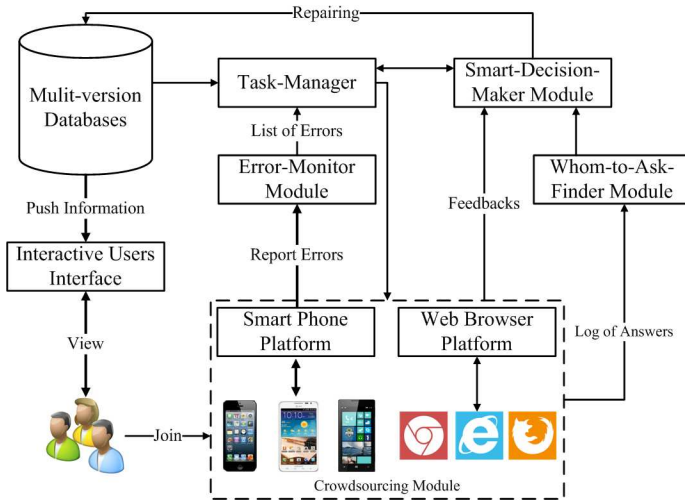 Repairing
Mulit-version
Databases
Task-Manager
Smart-Decision-
Maker Module
List of Errors
Error-Monitor
Module
Whom-to-Ask-
Finder Module
Push Information
Feedbacks
Interactive Users
Interface
Report Errors
Smart Phone
Platform
Web Browser
Platform
View
Log of Answers
Join
Crowdsourcing Module